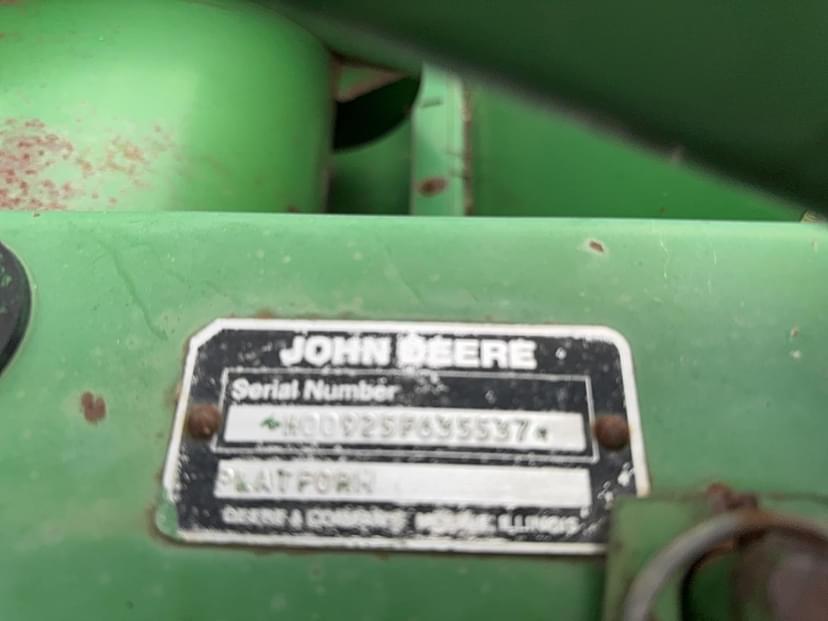 JOHN DEERE
Serial Number
*H00925F635537*
PLATFORM
DEERE & COMPANY MOLINE, ILLINOIS